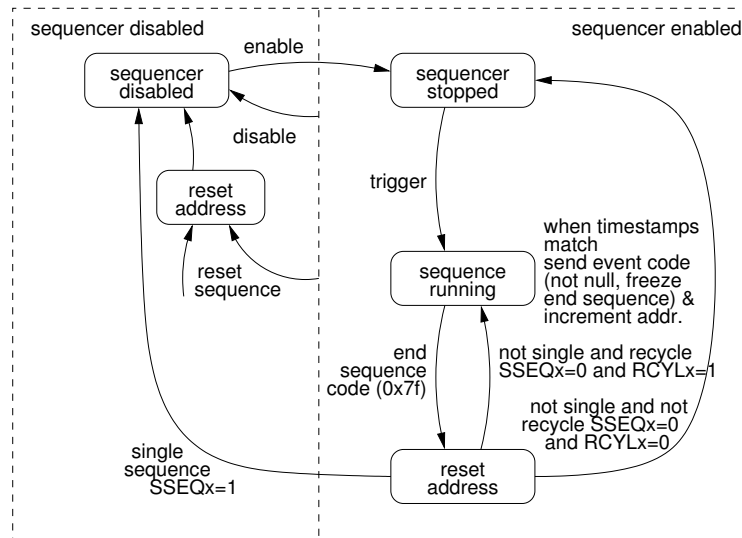 sequencer disabled
sequencer enabled
enable
sequencer
disabled
sequencer
stopped
disable
trigger
reset
address
reset
sequence
sequence
running
when timestamps
match
send event code
(not null, freeze
end sequence) &
increment addr.
end
sequence
code (0x7f)
not single and recycle
SSEQx=0 and RCYLx=1
not single and not
recycle SSEQx=0
and RCYLx=0
single
sequence
SSEQx=1
reset
address